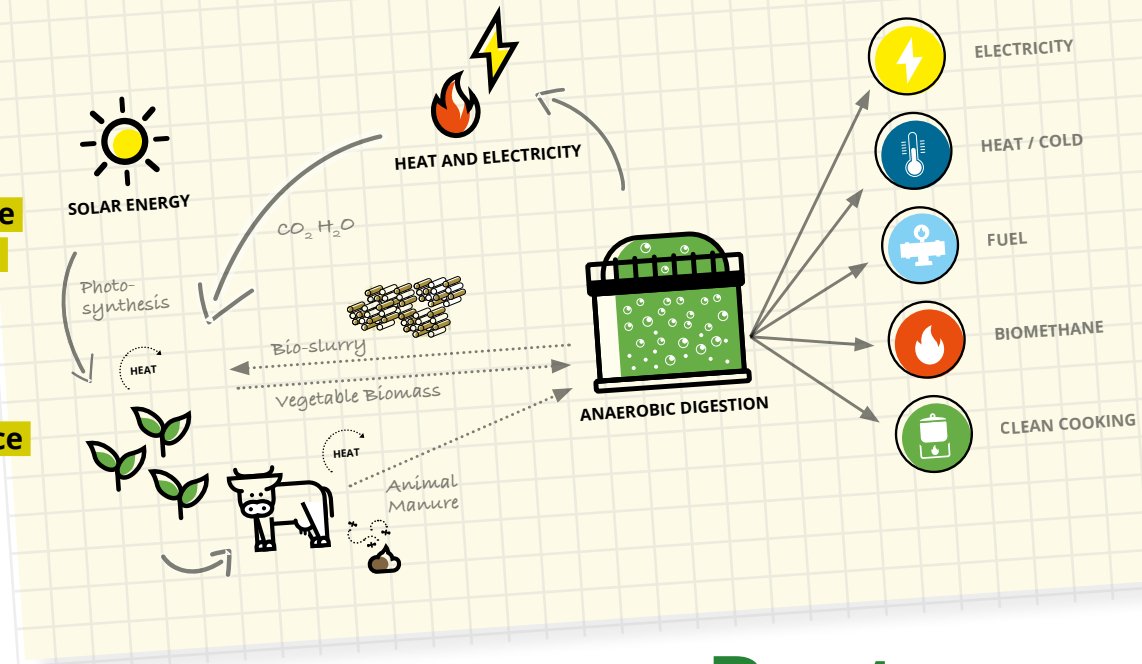 ELECTRICITY
HEAT / COLD
FUEL
BIOMETHANE
CLEAN COOKING
HEAT AND ELECTRICITY
SOLAR ENERGY
CO2 H2O
Photo-
synthesis
HEAT
Bio-slurry
Vegetable Biomass
ANAEROBIC DIGESTION
HEAT
Animal
Manure
e
ce